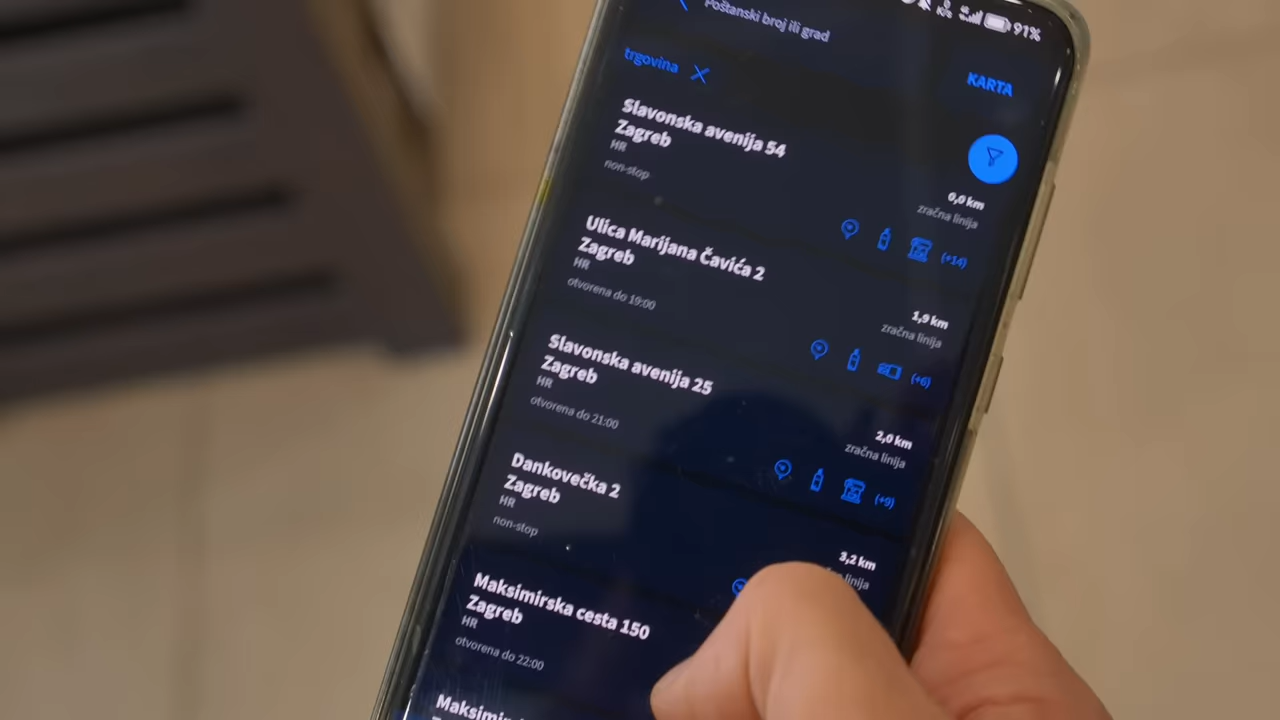 91%
Poštanski broj ili grad
trgovina
KARTA
Slavonska avenija 54
Zagreb
HR
non-stop
0,0 km
zračna linija
(+14)
Ulica Marijana Čavića 2
Zagreb
HR
otvorena do 19:00
1,9 km
zračna linija
(+6)
Slavonska avenija 25
Zagreb
HR
otvorena do 21:00
2,0 km
zračna linija
(+9)
Dankovečka 2
Zagreb
HR
non-stop
3,2 km
linija
Maksimirska cesta 150
Zagreb
HR
otvorena do 22:00